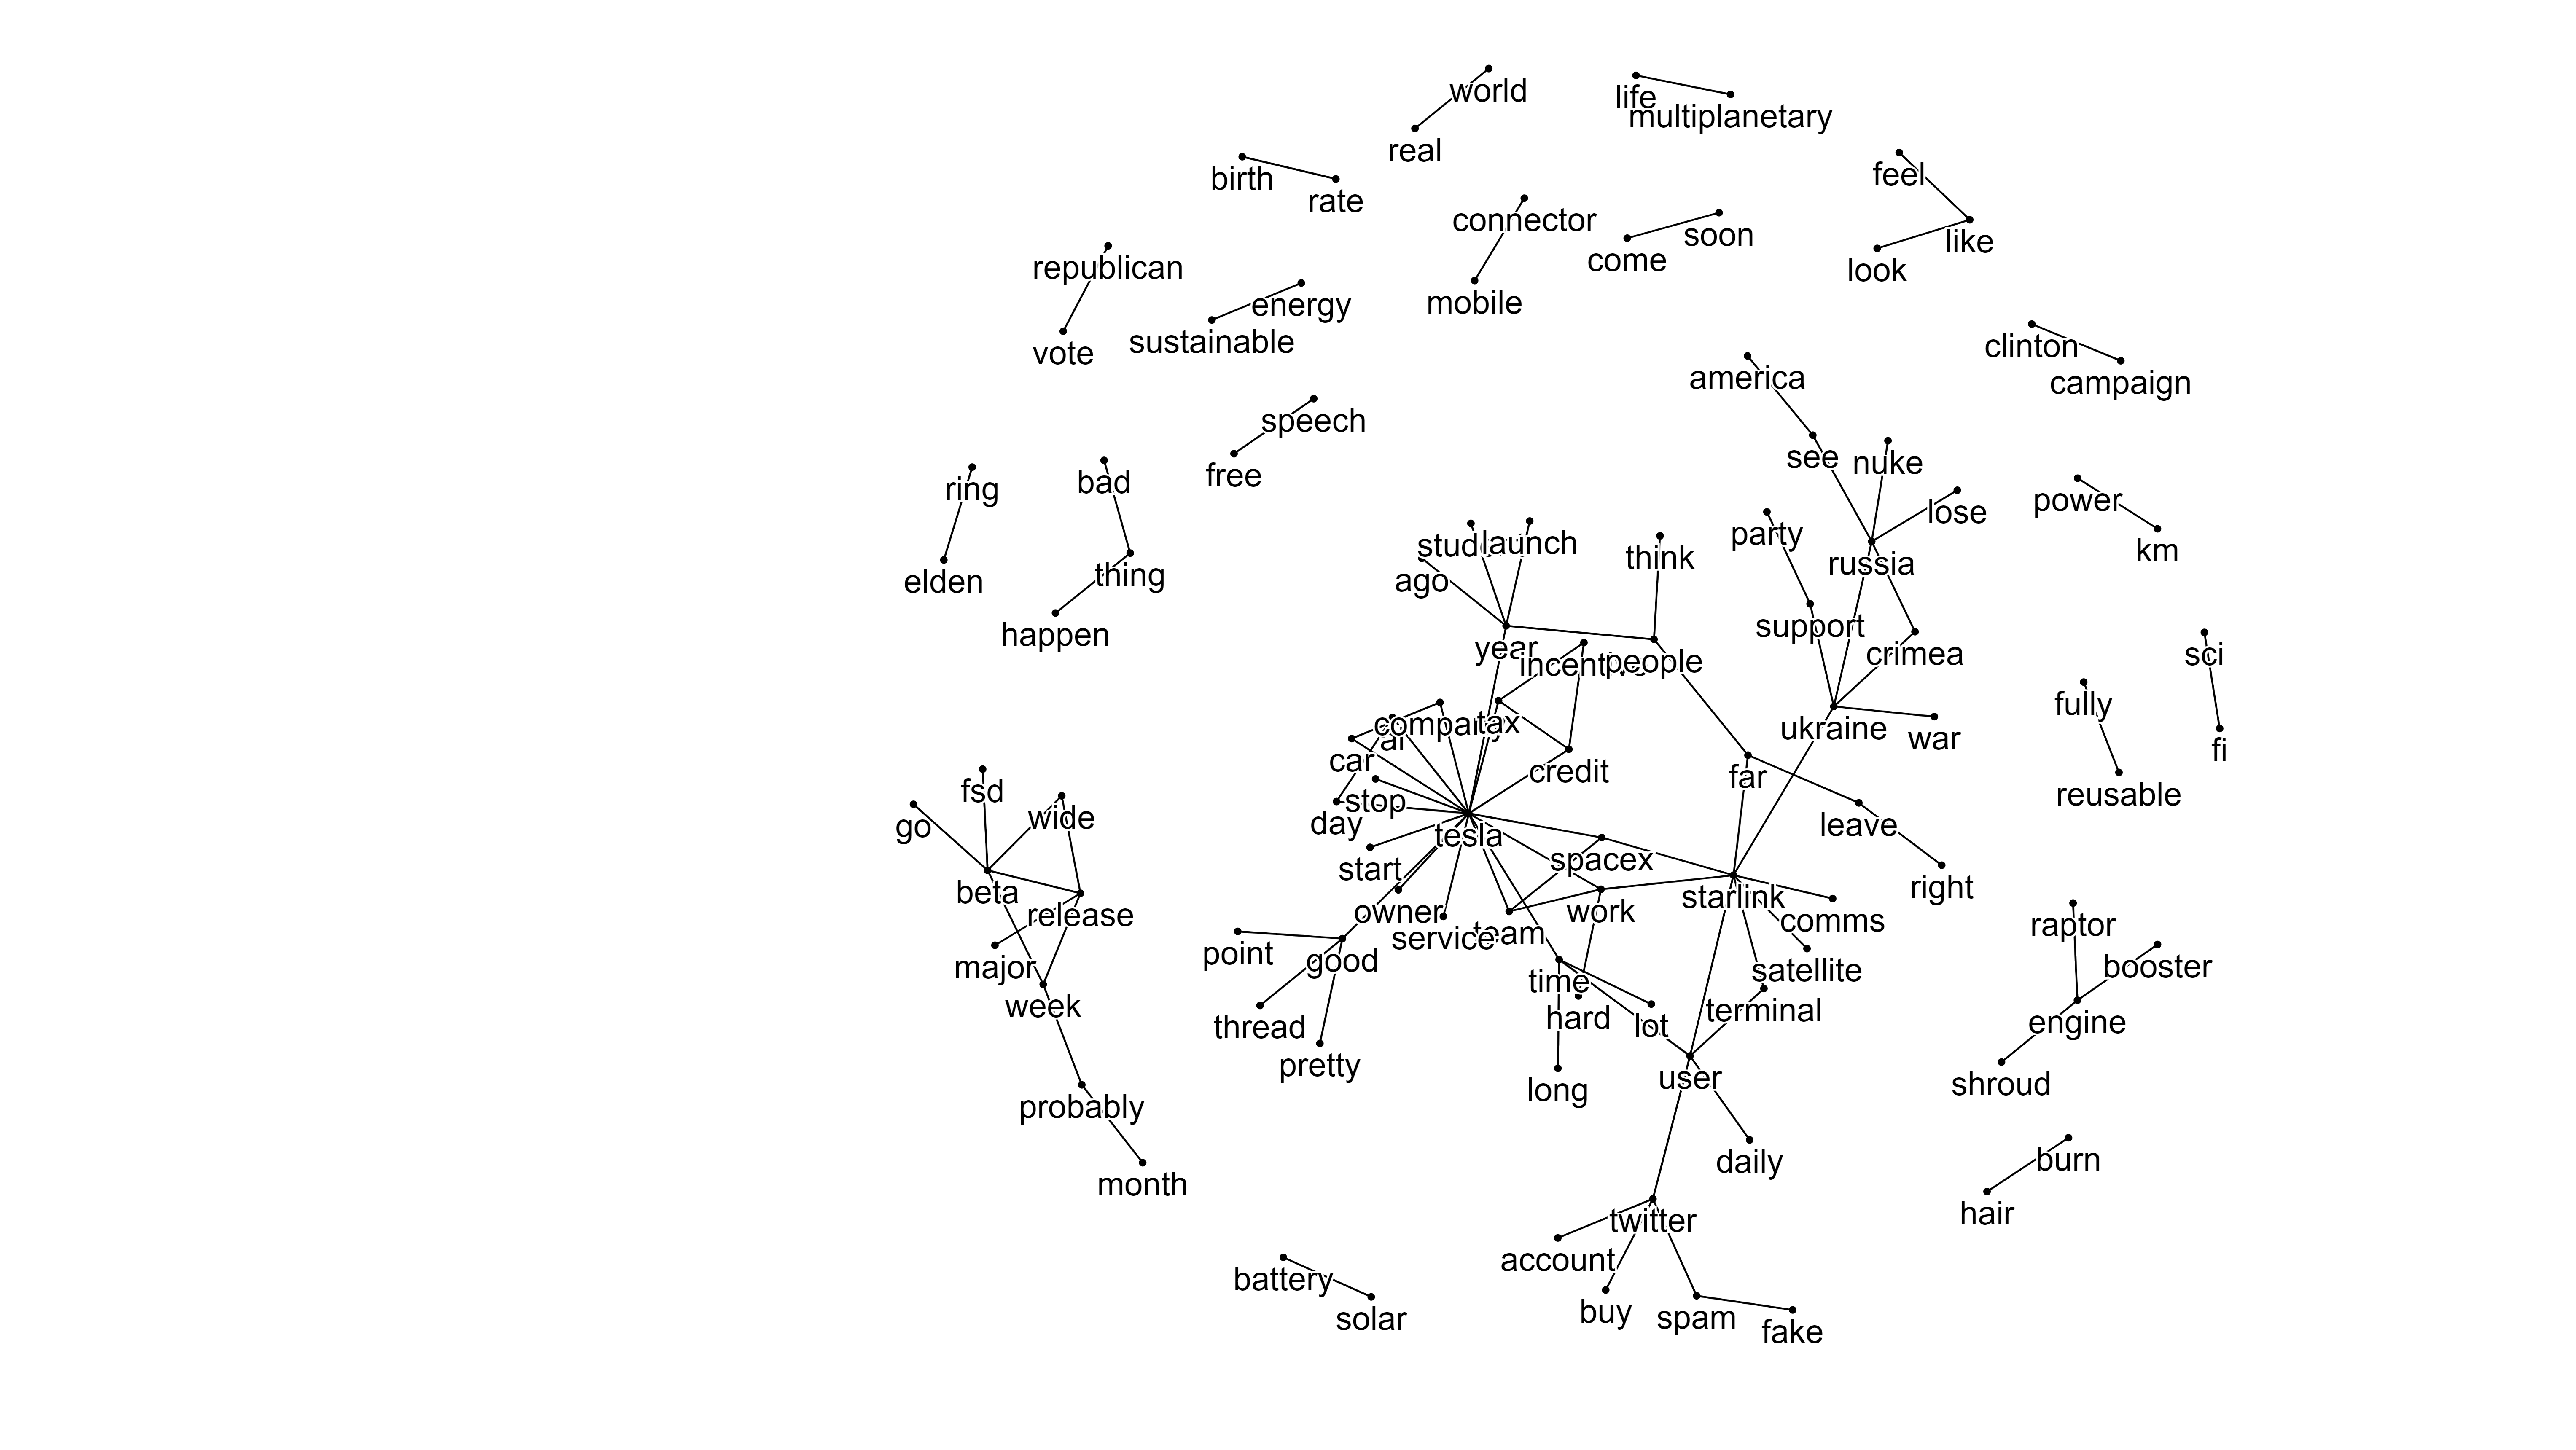 world
life
multiplanetary
real
feel
birth
rate
connector
soon
like
come
look
republican
energy
mobile
sustainable
clinton
vote
america
campaign
speech
see
nuke
free
bad
ring
power
lose
party
launch
km
think
russia
thing
ago
elden
support
happen
year
people
crimea
sci
fully
compa
tax
ukraine
war
fi
car
ai
credit
far
fsd
stop
reusable
wide
day
go
tesla
leave
start
spacex
beta
right
release
owner
work
starlink
comms
raptor
service
team
point
good
major
satellite
booster
time
week
hard
lot
terminal
engine
thread
pretty
long
user
shroud
probably
daily
burn
month
hair
twitter
account
battery
buy
spam
solar
fake